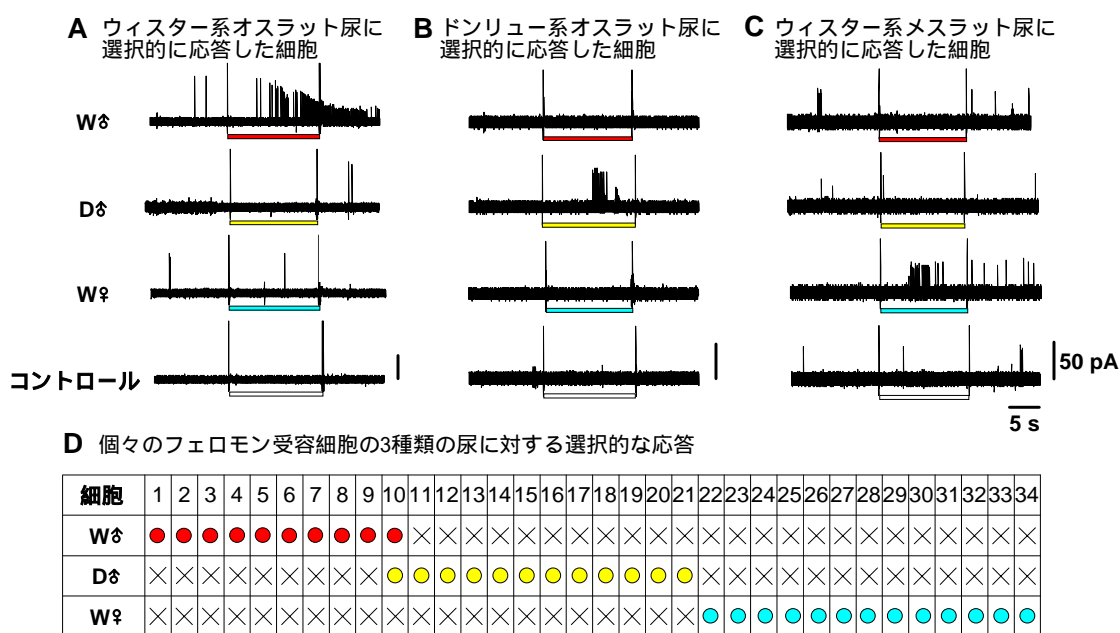 A ウィスター系オスラット尿に
選択的に応答した細胞
B ドンリュー系オスラット尿に
選択的に応答した細胞
C ウィスター系メスラット尿に
選択的に応答した細胞
W♂
D♂
W♀
コントロール
50 pA
5 s
D 個々のフェロモン受容細胞の3種類の尿に対する選択的な応答
細胞 1 2 3 4 5 6 7 8 9 10 11 12 13 14 15 16 17 18 19 20 21 22 23 24 25 26 27 28 29 30 31 32 33 34
W♂
D♂
W♀